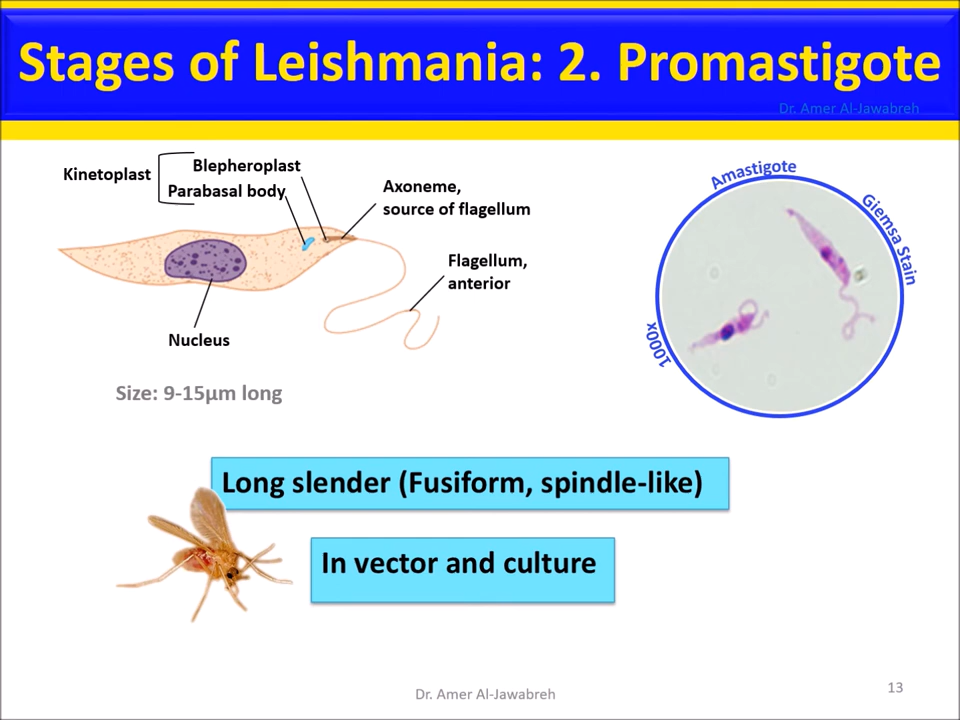 Stages of Leishmania: 2. Promastigote
Dr. Amer Al-Jawabreh
Kinetoplast
Blepheroplast
Parabasal body
Axoneme,
source of flagellum
Flagellum,
anterior
Nucleus
Size: 9-15µm long
Amastigote
Giemsa Stain
1000x
Long slender (Fusiform, spindle-like)
In vector and culture
Dr. Amer Al-Jawabreh
13